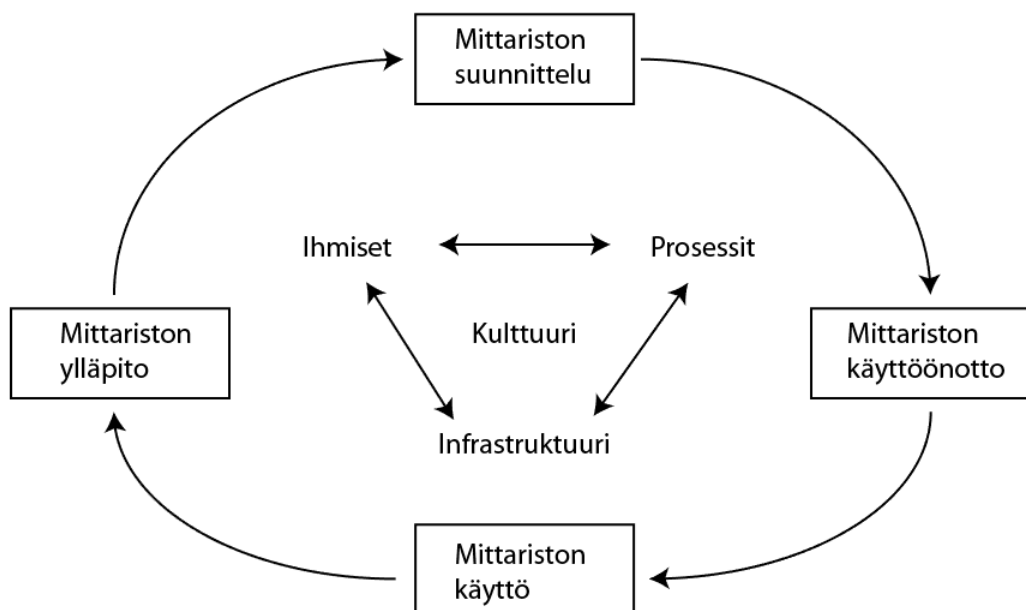 Mittariston
suunnittelu
Ihmiset
Prosessit
Mittariston
ylläpito
Kulttuuri
Mittariston
käyttöönotto
Infrastruktuuri
Mittariston
käyttö